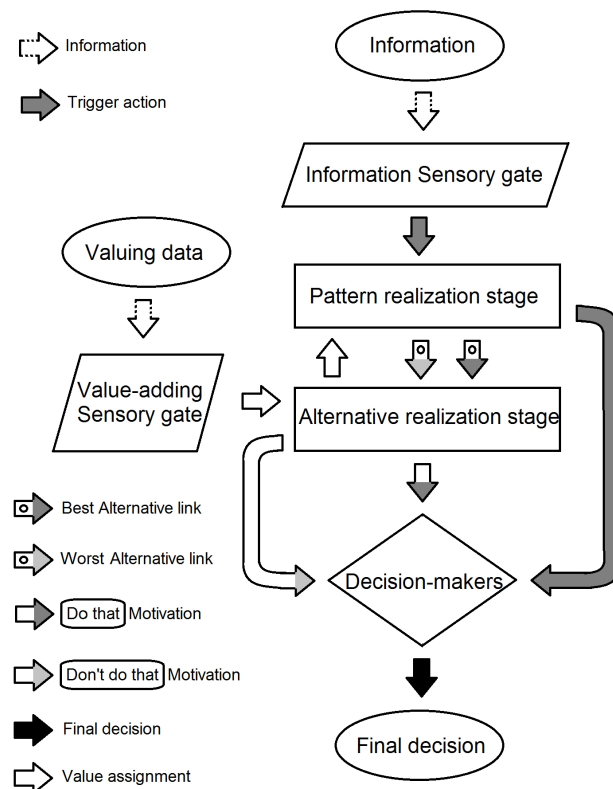 Information
Trigger action
Information
Information Sensory gate
Valuing data
Pattern realization stage
Value-adding
Sensory gate
Alternative realization stage
Best Alternative link
Worst Alternative link
Do that Motivation
Don't do that Motivation
Final decision
Value assignment
Decision-makers
Final decision